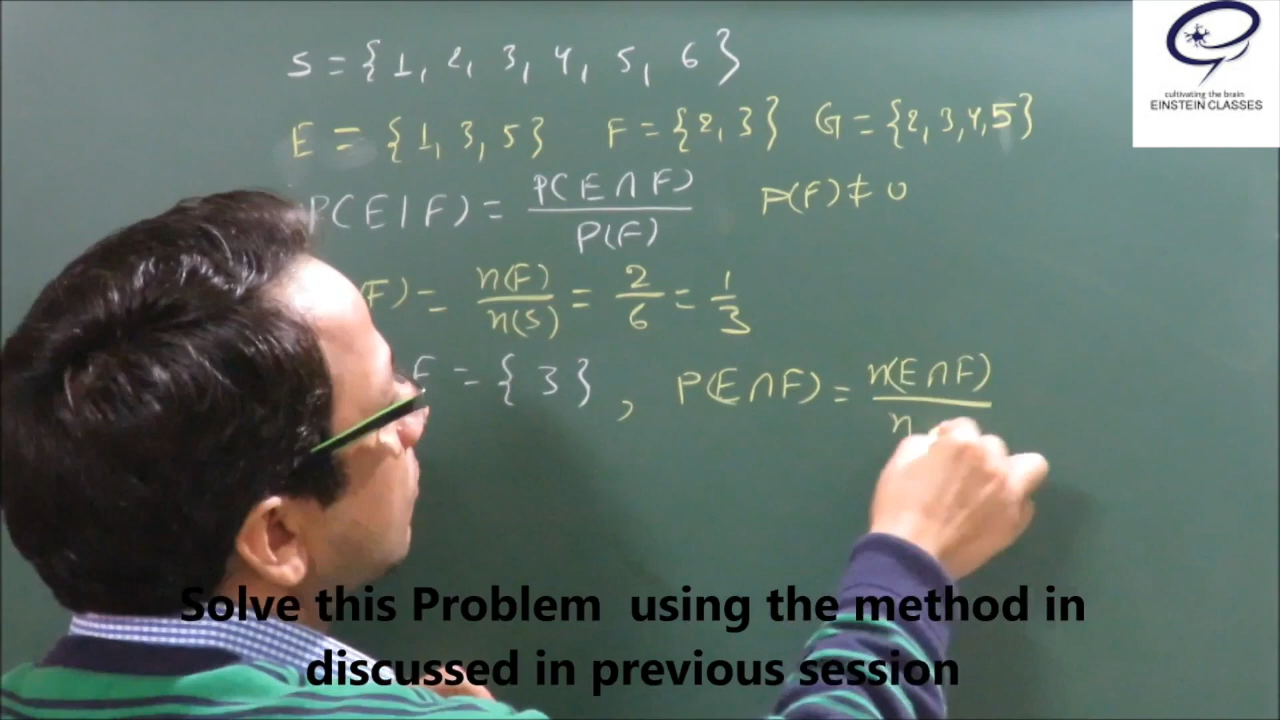 S = {1, 2, 3, 4, 5, 6}
E = {1, 3, 5} F = {2, 3} G = {2, 3, 4, 5}
P(E|F) = P(E∩F) / P(F) P(F) ≠ 0
F) = n(F) / n(S) = 2/6 = 1/3
F = {3}, P(E∩F) = n(E∩F) / n
cultivating the brain
EINSTEIN CLASSES
Solve this Problem using the method in
discussed in previous session